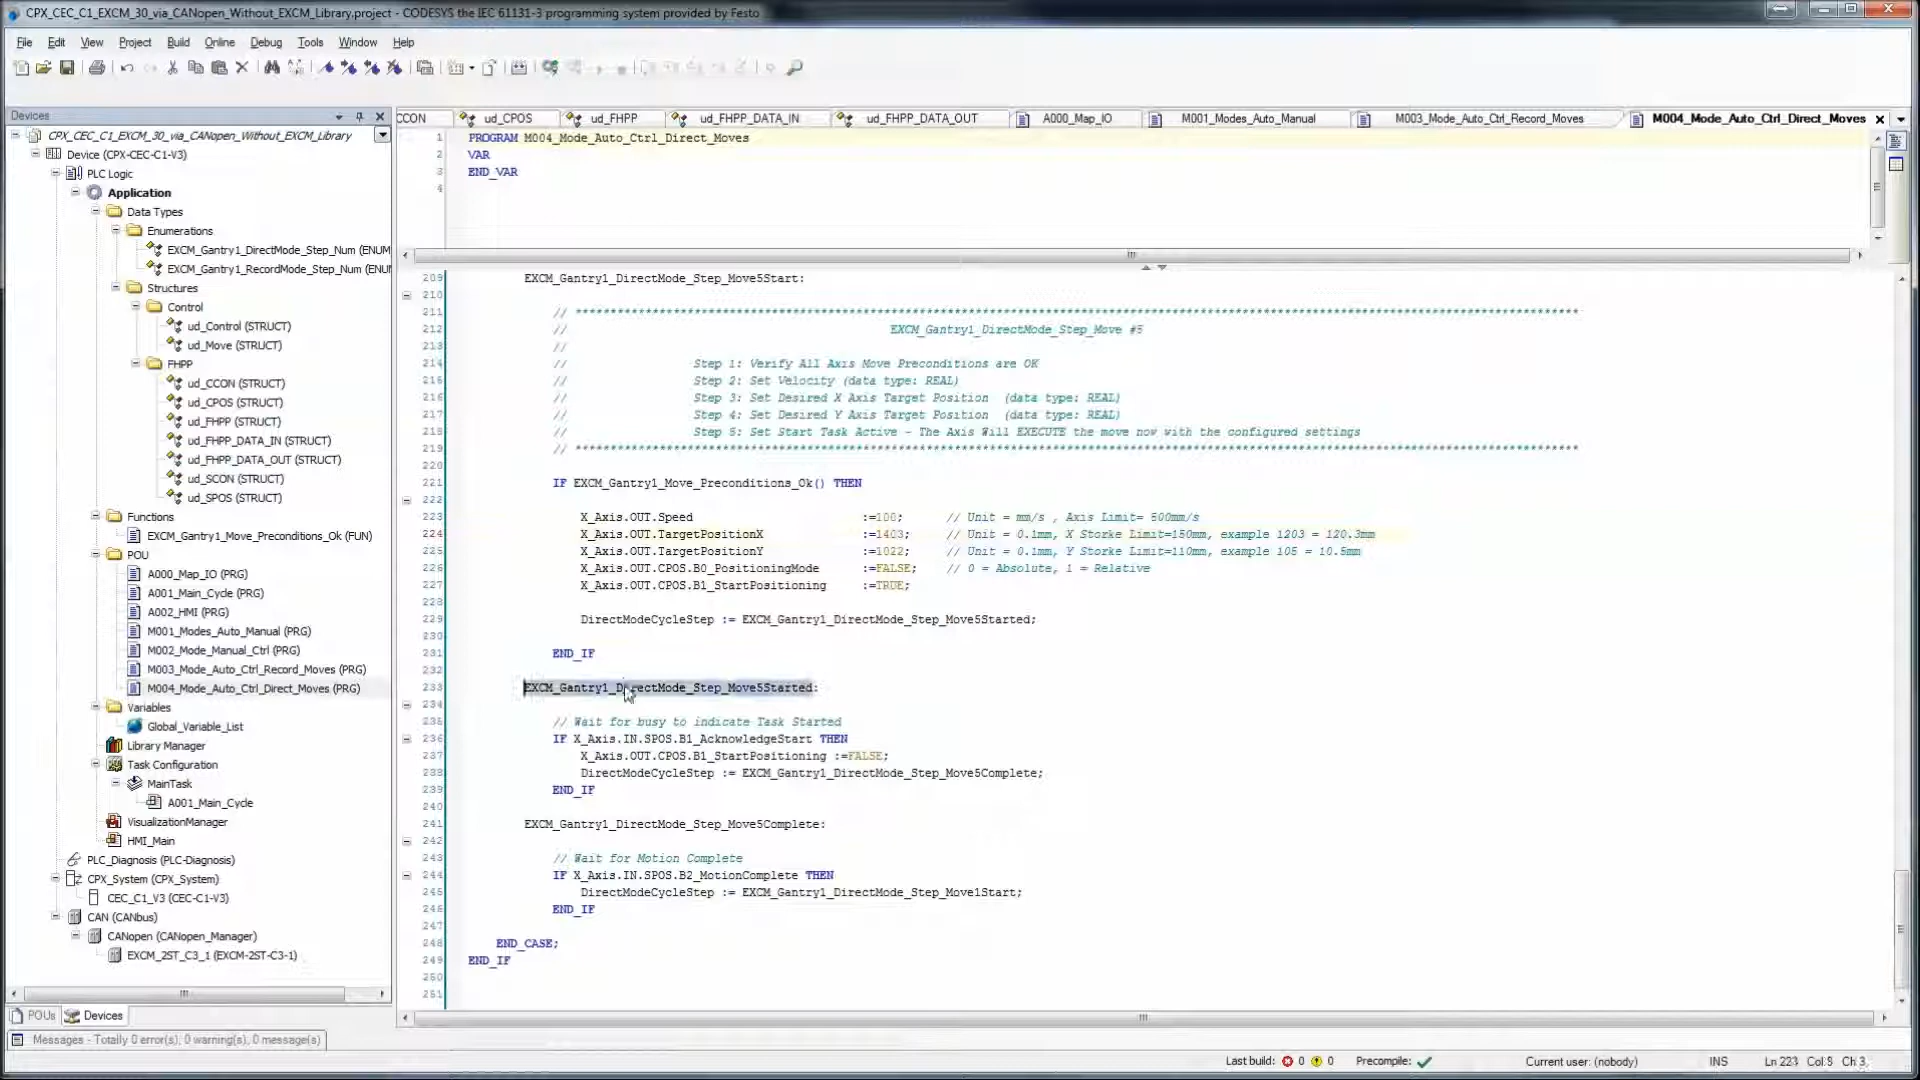 CPX_CEC_C1_EXCM_30_via_CANopen_Without_EXCM_Library.project - CODESYS the IEC 61131-3 programming system provided by Festo
File Edit View Project Build Online Debug Tools Window Help
Devices
CPX_CEC_C1_EXCM_30_via_CANopen_Without_EXCM_Library
Device (CPX-CEC-C1-V3)
PLC Logic
Application
Data Types
Enumerations
EXCM_Gantry1_DirectMode_Step_Num (ENUM
EXCM_Gantry1_RecordMode_Step_Num (ENU
Structures
Control
ud_Control (STRUCT)
ud_Move (STRUCT)
FHPP
ud_CCON (STRUCT)
ud_CPOS (STRUCT)
ud_FHPP (STRUCT)
ud_FHPP_DATA_IN (STRUCT)
ud_FHPP_DATA_OUT (STRUCT)
ud_SCON (STRUCT)
ud_SPOS (STRUCT)
Functions
EXCM_Gantry1_Move_Preconditions_Ok (FUN)
POU
A000_Map_IO (PRG)
A001_Main_Cycle (PRG)
A002_HMI (PRG)
M001_Modes_Auto_Manual (PRG)
M002_Mode_Manual_Ctrl (PRG)
M003_Mode_Auto_Ctrl_Record_Moves (PRG)
M004_Mode_Auto_Ctrl_Direct_Moves (PRG)
Variables
Global_Variable_List
Library Manager
Task Configuration
MainTask
A001_Main_Cycle
VisualizationManager
HMI_Main
PLC_Diagnosis (PLC-Diagnosis)
CPX_System (CPX_System)
CEC_C1_V3 (CEC-C1-V3)
CAN (CANbus)
CANopen (CANopen_Manager)
EXCM_2ST_C3_1 (EXCM-2ST-C3-1)
POUs Devices
CCON ud_CPOS ud_FHPP ud_FHPP_DATA_IN ud_FHPP_DATA_OUT A000_Map_IO M001_Modes_Auto_Manual M003_Mode_Auto_Ctrl_Record_Moves M004_Mode_Auto_Ctrl_Direct_Moves
1 PROGRAM M004_Mode_Auto_Ctrl_Direct_Moves
2 VAR
3 END_VAR
4
209 EXCM_Gantry1_DirectMode_Step_Move5Start:
210
211 // ***********************************************************************
212 // EXCM_Gantry1_DirectMode_Step_Move #5
213 //
214 // Step 1: Verify All Axis Move Preconditions are OK
215 // Step 2: Set Velocity (data type: REAL)
216 // Step 3: Set Desired X Axis Target Position (data type: REAL)
217 // Step 4: Set Desired Y Axis Target Position (data type: REAL)
218 // Step 5: Set Start Task Active - The Axis Will EXECUTE the move now with the configured settings
219 // ***********************************************************************
220
221 IF EXCM_Gantry1_Move_Preconditions_Ok() THEN
222
223 X_Axis.OUT.Speed :=100; // Unit = mm/s , Axis Limit= 500mm/s
224 X_Axis.OUT.TargetPositionX :=1403; // Unit = 0.1mm, X Storke Limit=150mm, example 1203 = 120.3mm
225 X_Axis.OUT.TargetPositionY :=1022; // Unit = 0.1mm, Y Storke Limit=110mm, example 105 = 10.5mm
226 X_Axis.OUT.CPOS.B0_PositioningMode :=FALSE; // 0 = Absolute, 1 = Relative
227 X_Axis.OUT.CPOS.B1_StartPositioning :=TRUE;
228
229 DirectModeCycleStep := EXCM_Gantry1_DirectMode_Step_Move5Started;
230
231 END_IF
232
233 EXCM_Gantry1_DirectMode_Step_Move5Started:
234
235 // Wait for busy to indicate Task Started
236 IF X_Axis.IN.SPOS.B1_AcknowledgeStart THEN
237 X_Axis.OUT.CPOS.B1_StartPositioning :=FALSE;
238 DirectModeCycleStep := EXCM_Gantry1_DirectMode_Step_Move5Complete;
239 END_IF
240
241 EXCM_Gantry1_DirectMode_Step_Move5Complete:
242
243 // Wait for Motion Complete
244 IF X_Axis.IN.SPOS.B2_MotionComplete THEN
245 DirectModeCycleStep := EXCM_Gantry1_DirectMode_Step_Move1Start;
246 END_IF
247
248 END_CASE;
249 END_IF
250
251
Messages - Totally 0 error(s), 0 warning(s), 0 message(s)
Last build: 0 0 Precompile: Current user: (nobody) INS Ln 223 Col 8 Ch 3